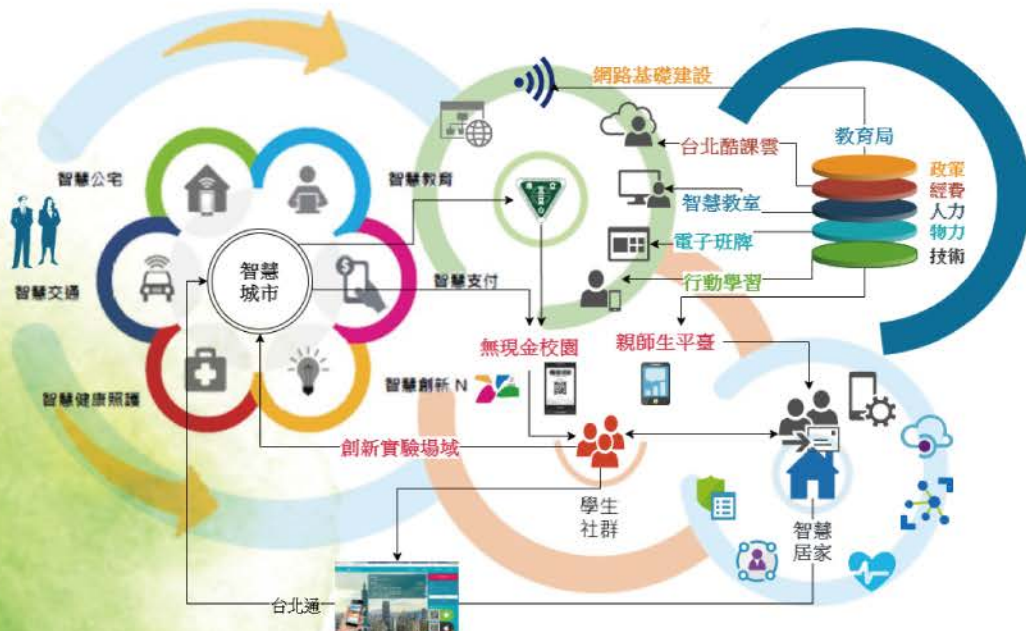 網路基礎建設
教育局
台北酷課雲
政策
經費
智慧公宅
智慧教育
智慧教室
人力
物力
電子班牌
技術
智慧
城市
智慧交通
智慧支付
行動學習
無現金校園
親師生平臺
智慧健康照護
智慧創新 N
創新實驗場域
學生
社群
智慧
居家
台北通